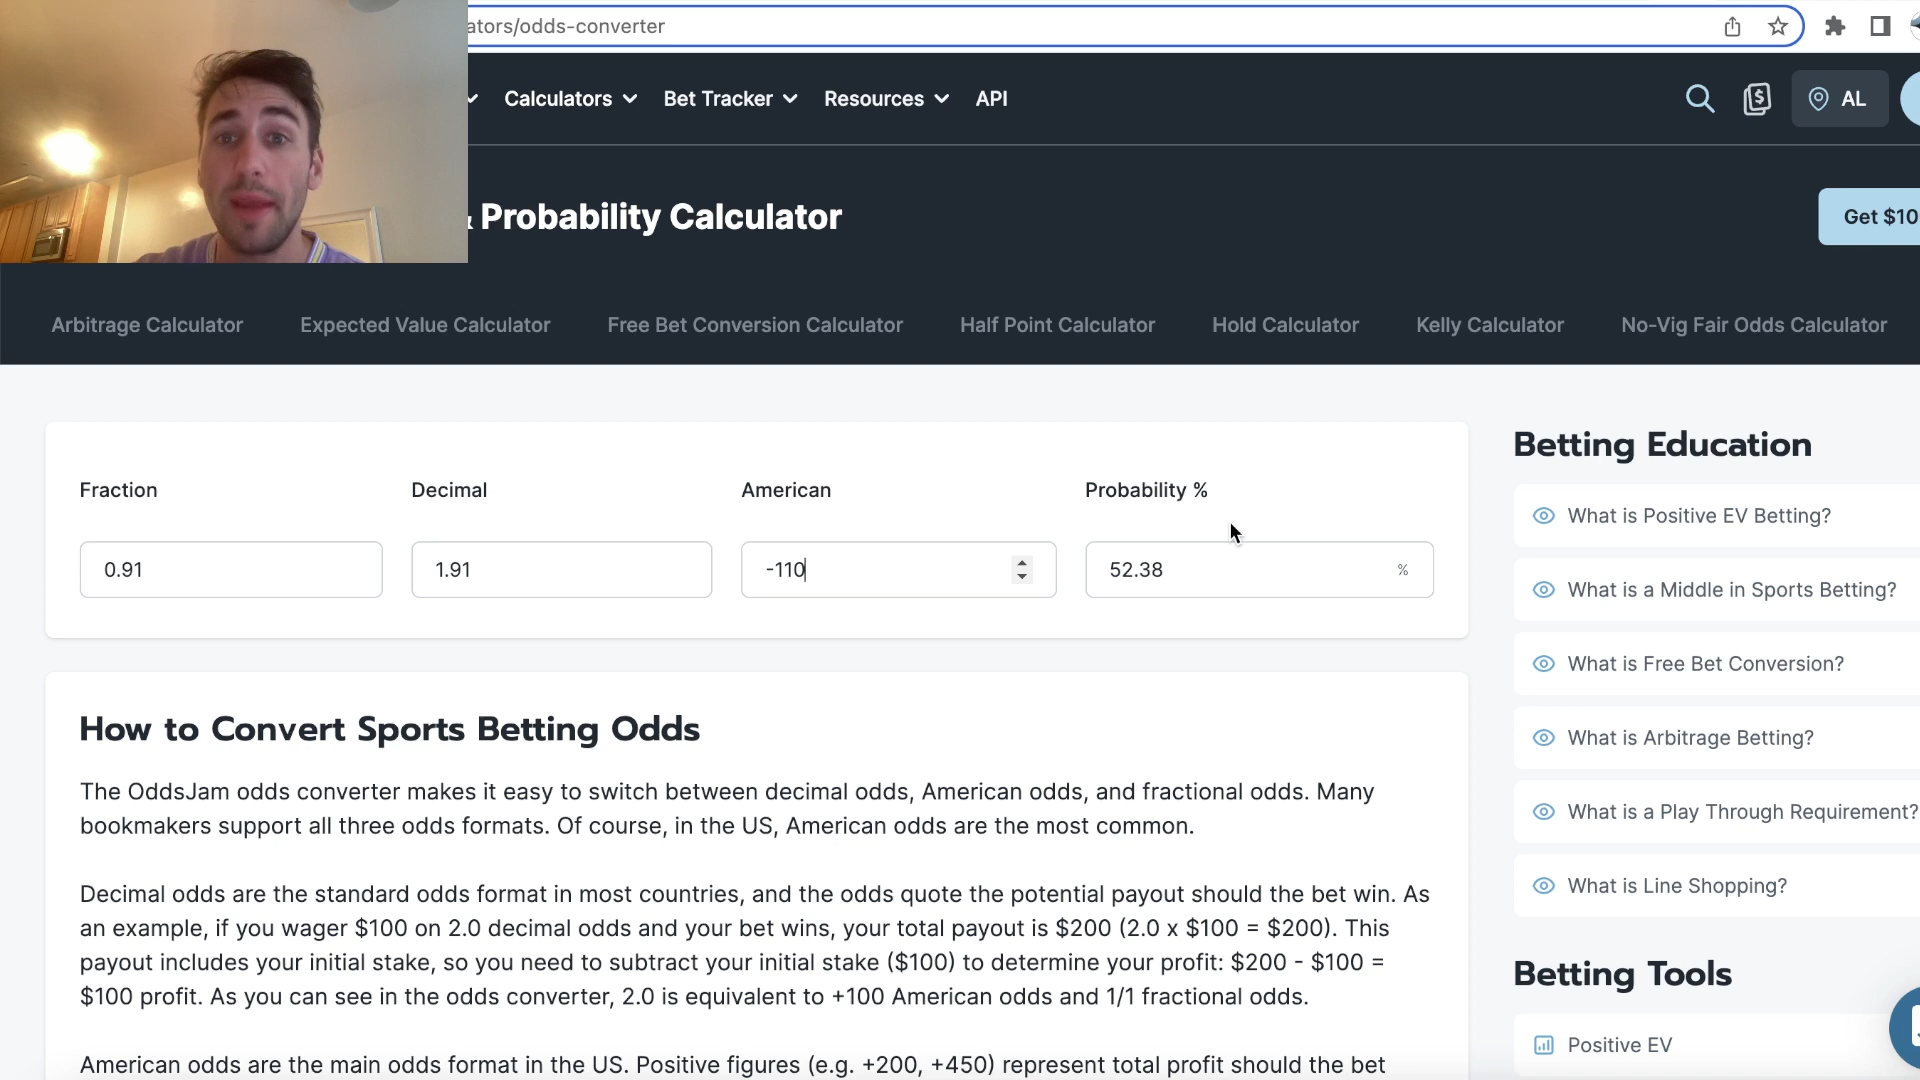 ators/odds-converter
Calculators Bet Tracker Resources API
AL
& Probability Calculator
Get $10
Arbitrage Calculator Expected Value Calculator Free Bet Conversion Calculator Half Point Calculator Hold Calculator Kelly Calculator No-Vig Fair Odds Calculator
Fraction Decimal American Probability %
0.91 1.91 -110 52.38 %
How to Convert Sports Betting Odds
The OddsJam odds converter makes it easy to switch between decimal odds, American odds, and fractional odds. Many
bookmakers support all three odds formats. Of course, in the US, American odds are the most common.
Decimal odds are the standard odds format in most countries, and the odds quote the potential payout should the bet win. As
an example, if you wager $100 on 2.0 decimal odds and your bet wins, your total payout is $200 (2.0 x $100 = $200). This
payout includes your initial stake, so you need to subtract your initial stake ($100) to determine your profit: $200 - $100 =
$100 profit. As you can see in the odds converter, 2.0 is equivalent to +100 American odds and 1/1 fractional odds.
American odds are the main odds format in the US. Positive figures (e.g. +200, +450) represent total profit should the bet
Betting Education
What is Positive EV Betting?
What is a Middle in Sports Betting?
What is Free Bet Conversion?
What is Arbitrage Betting?
What is a Play Through Requirement?
What is Line Shopping?
Betting Tools
Positive EV